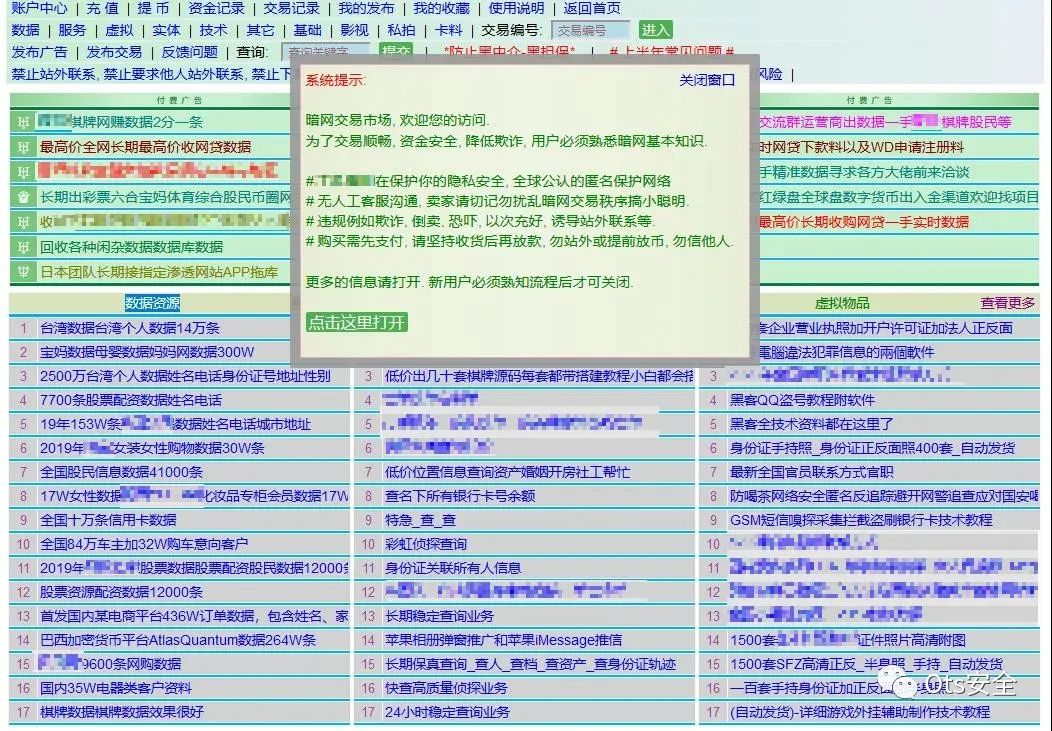 账户中心 | 充 值 | 提 币 | 资金记录 | 交易记录 | 我的发布 | 我的收藏 | 使用说明 | 返回首页
数据 | 服务 | 虚拟 | 实体 | 技术 | 其它 | 基础 | 影视 | 私拍 | 卡料 | 交易编号: 交易编号 进入
发布广告 | 发布交易 | 反馈问题 | 查询: 查询关键字 提交 | *防止黑中介-黑担保* | # 上半年常见问题 #
禁止站外联系, 禁止要求他人站外联系, 禁止下 风险 |
付费广告
棋牌网赚数据2分一条
最高价全网长期最高价收网贷数据
长期出彩票六合宝妈体育综合股民币圈网
收
回收各种闲杂数据数据库数据
日本团队长期接指定渗透网站APP拖库
付费广告
交流群运营商出数据一手 棋牌股民等
时网贷下款料以及WD申请注册料
手精准数据寻求各方大佬前来洽谈
红绿盘全球盘数字货币出入金渠道欢迎找项目
最高价长期收购网贷一手实时数据
系统提示: 关闭窗口
暗网交易市场, 欢迎您的访问.
为了交易顺畅, 资金安全, 降低欺诈, 用户必须熟悉暗网基本知识.
# 在保护你的隐私安全, 全球公认的匿名保护网络
# 无人工客服沟通, 卖家请切记勿扰乱暗网交易秩序搞小聪明.
# 违规例如欺诈, 倒卖, 恐吓, 以次充好, 诱导站外联系等.
# 购买需先支付, 请坚持收货后再放款, 勿站外或提前放币, 勿信他人.
更多的信息请打开. 新用户必须熟知流程后才可关闭.
点击这里打开
数据资源
1 台湾数据台湾个人数据14万条
2 宝妈数据母婴数据妈妈网数据300W
3 2500万台湾个人数据姓名电话身份证号地址性别
4 7700条股票配资数据姓名电话
5 19年153W条 数据姓名电话城市地址
6 2019年 女装女性购物数据30W条
7 全国股民信息数据41000条
8 17W女性数据 化妆品专柜会员数据17W
9 全国十万条信用卡数据
10 全国84万车主加32W购车意向客户
11 2019年 股票数据股票配资股民数据12000条
12 股票资源配资数据12000条
13 首发国内某电商平台436W订单数据，包含姓名、家
14 巴西加密货币平台AtlasQuantum数据264W条
15 9600条网购数据
16 国内35W电器类客户资料
17 棋牌数据棋牌数据效果很好
3 低价出几十套棋牌源码每套都带搭建教程小白都会搭
4
5
6
7 低价位置信息查询资产婚姻开房社工帮忙
8 查名下所有银行卡号余额
9 特急_查_查
10 彩虹侦探查询
11 身份证关联所有人信息
12
13 长期稳定查询业务
14 苹果相册弹窗推广和苹果iMessage推信
15 长期保真查询_查人_查档_查资产_查身份证轨迹
16 快查高质量侦探业务
17 24小时稳定查询业务
虚拟物品 查看更多
套企业营业执照加开户许可证加法人正反面
電腦違法犯罪信息的兩個軟件
3
4 黑客QQ盗号教程附软件
5 黑客全技术资料都在这里了
6 身份证手持照_身份证正反面照400套_自动发货
7 最新全国官员联系方式官职
8 防喝茶网络安全匿名反追踪避开网警追查应对国安喝
9 GSM短信嗅探采集拦截盗刷银行卡技术教程
10
11
12
13
14 1500套 证件照片高清附图
15 1500套SFZ高清正反_半身照_手持_自动发货
16 一百套手持身份证加正反
17 (自动发货)-详细游戏外挂辅助制作技术教程
Ots安全